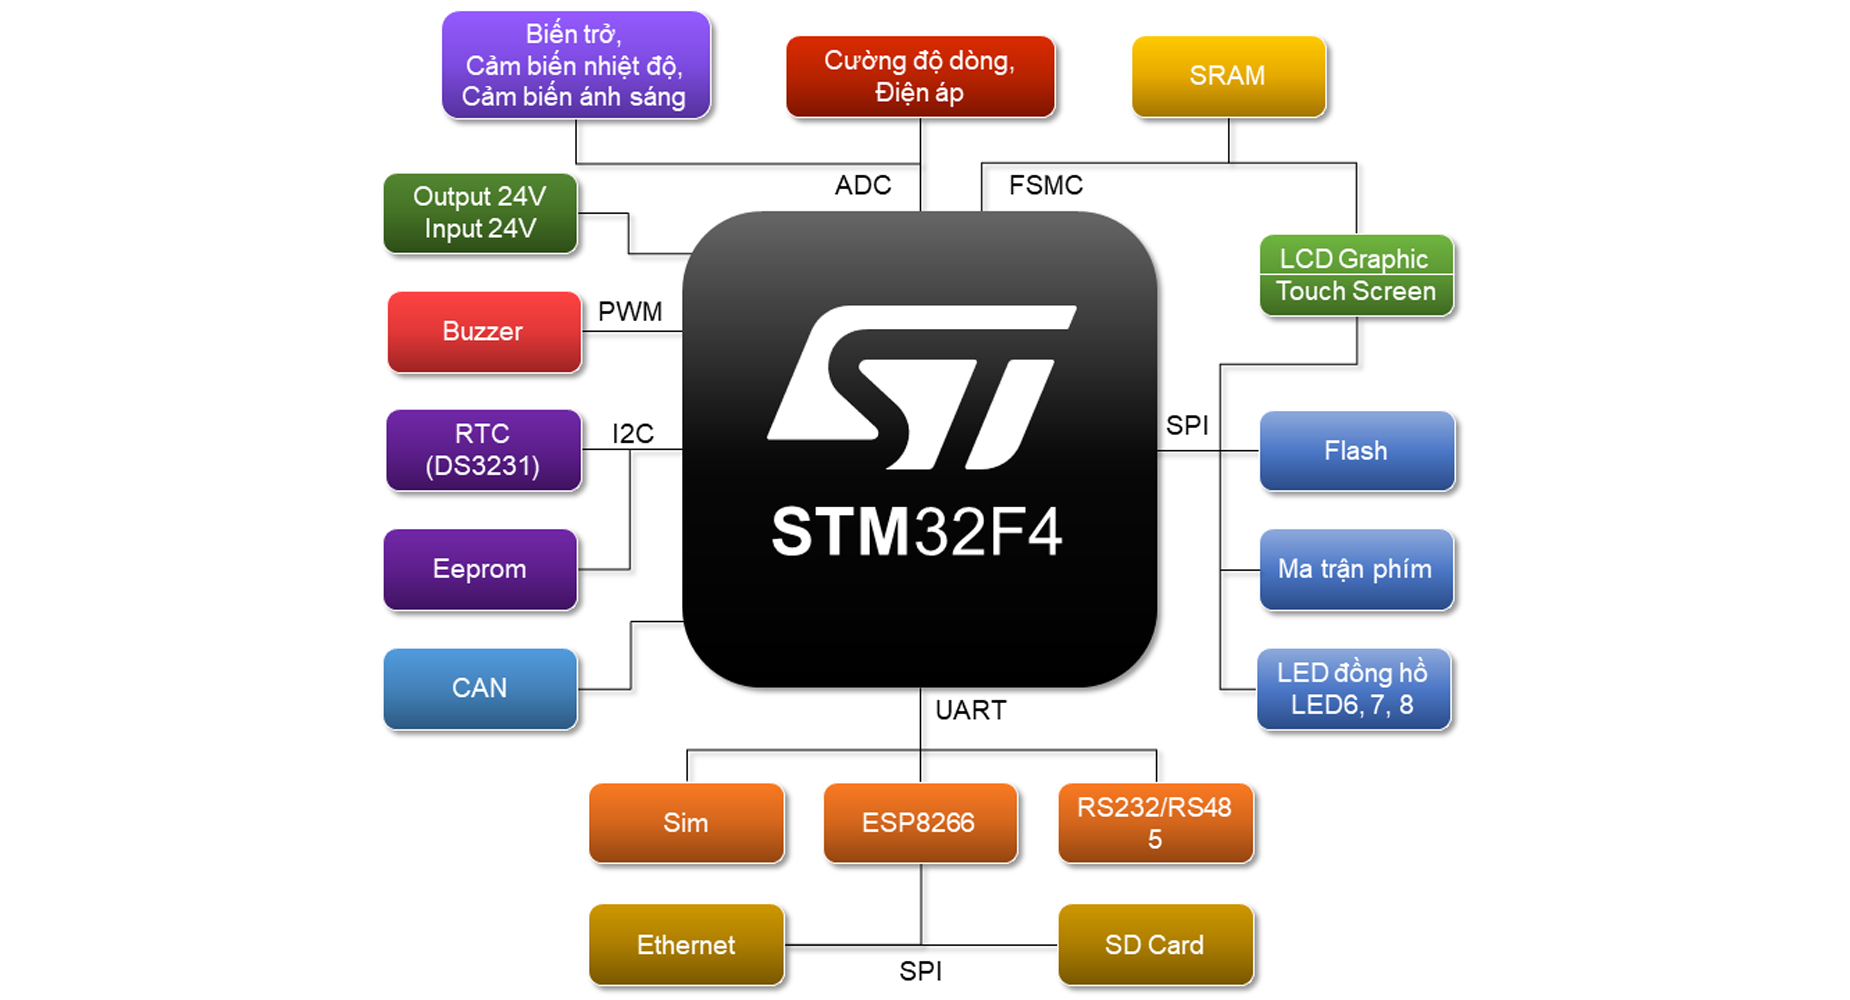 Biến trở,
Cảm biến nhiệt độ,
Cảm biến ánh sáng
Cường độ dòng,
Điện áp
SRAM
ADC
FSMC
Output 24V
Input 24V
LCD Graphic
Touch Screen
Buzzer
PWM
RTC
(DS3231)
I2C
SPI
Flash
ST
STM32F4
Eeprom
Ma trận phím
CAN
LED đồng hồ
LED6, 7, 8
UART
Sim
ESP8266
RS232/RS48
5
Ethernet
SD Card
SPI